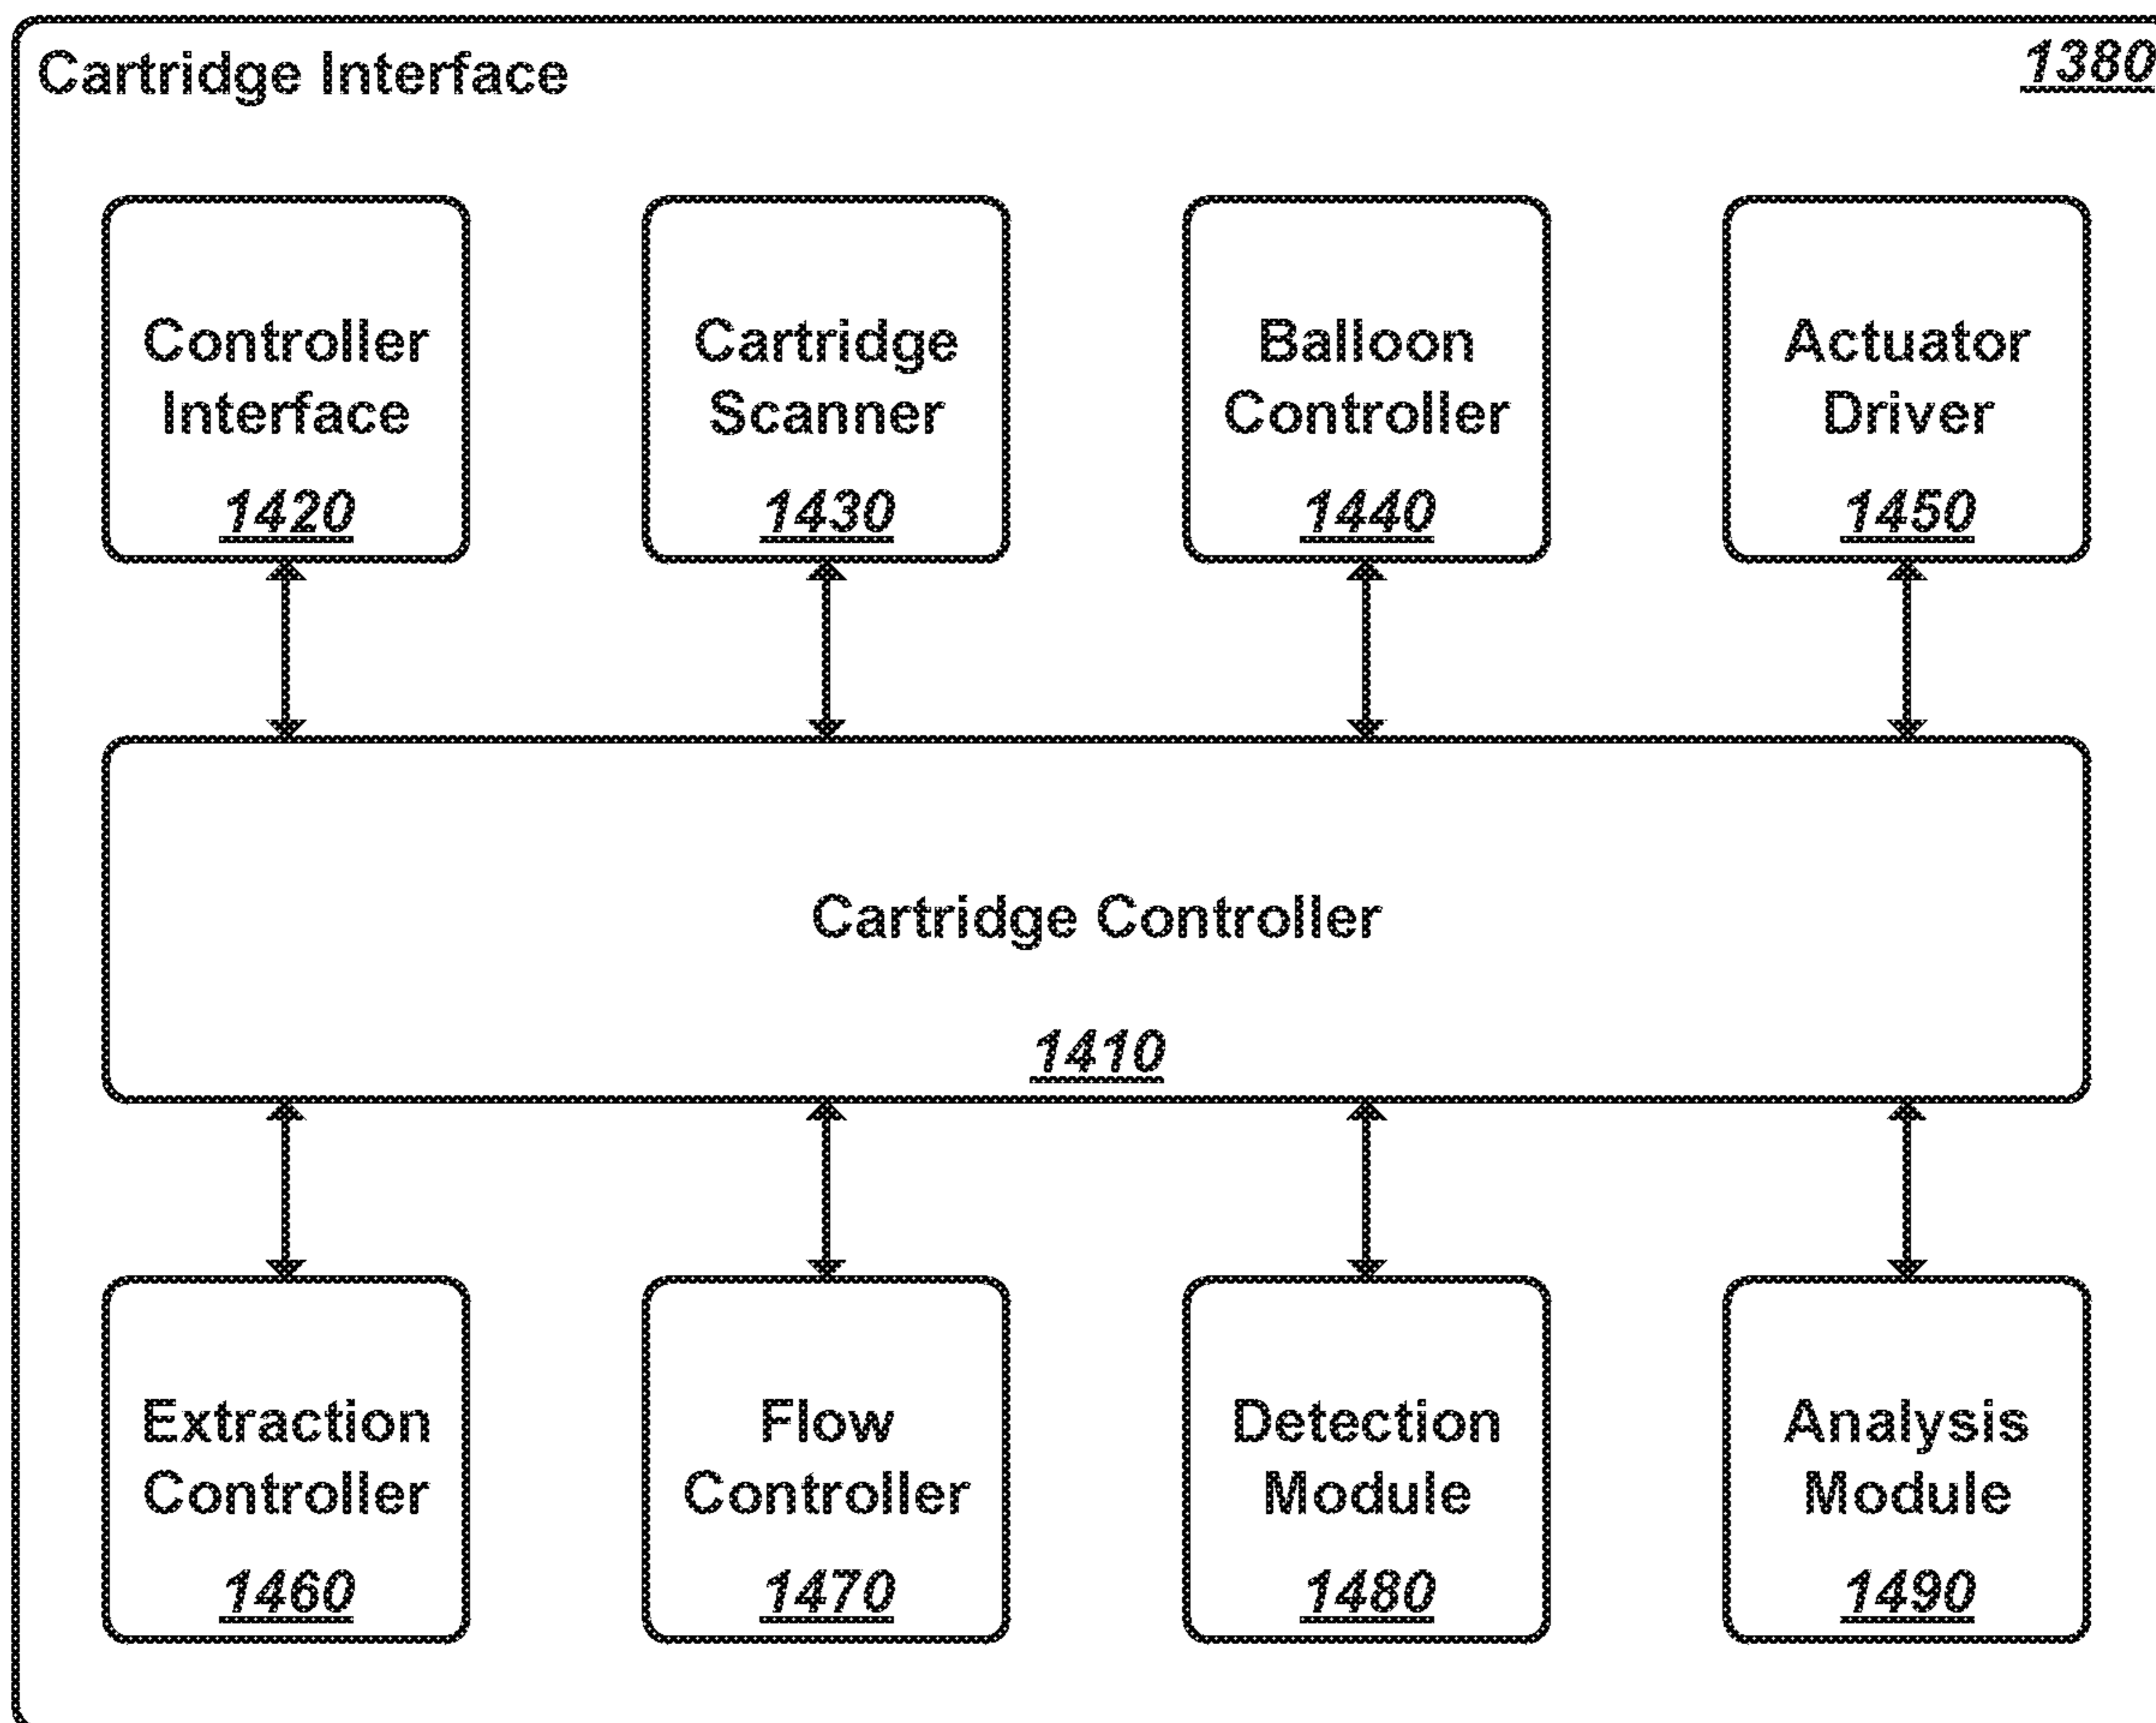 Cartridge Interface
1380
Controller
Interface
1420
Cartridge
Scanner
1430
Balloon
Controller
1440
Actuator
Driver
1450
Cartridge Controller
1410
Extraction
Controller
1460
Flow
Controller
1470
Detection
Module
1480
Analysis
Module
1490